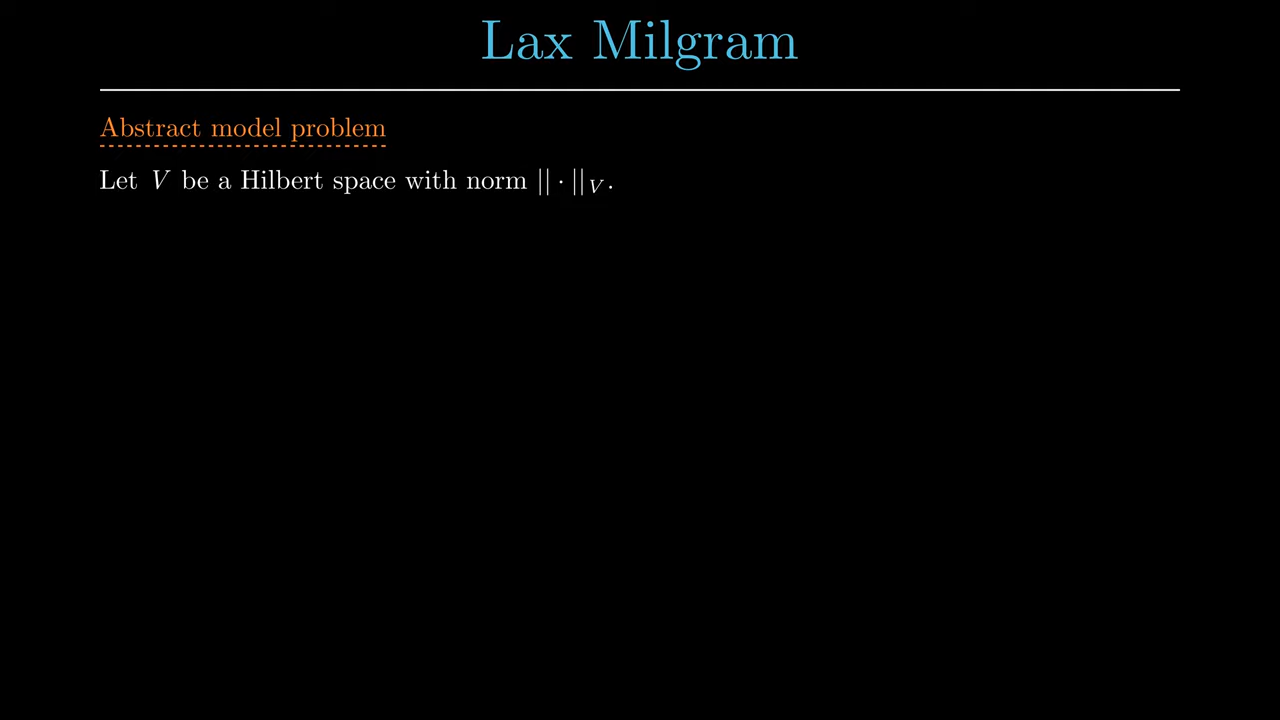 Lax Milgram
Abstract model problem
Let V be a Hilbert space with norm ||·||_V.